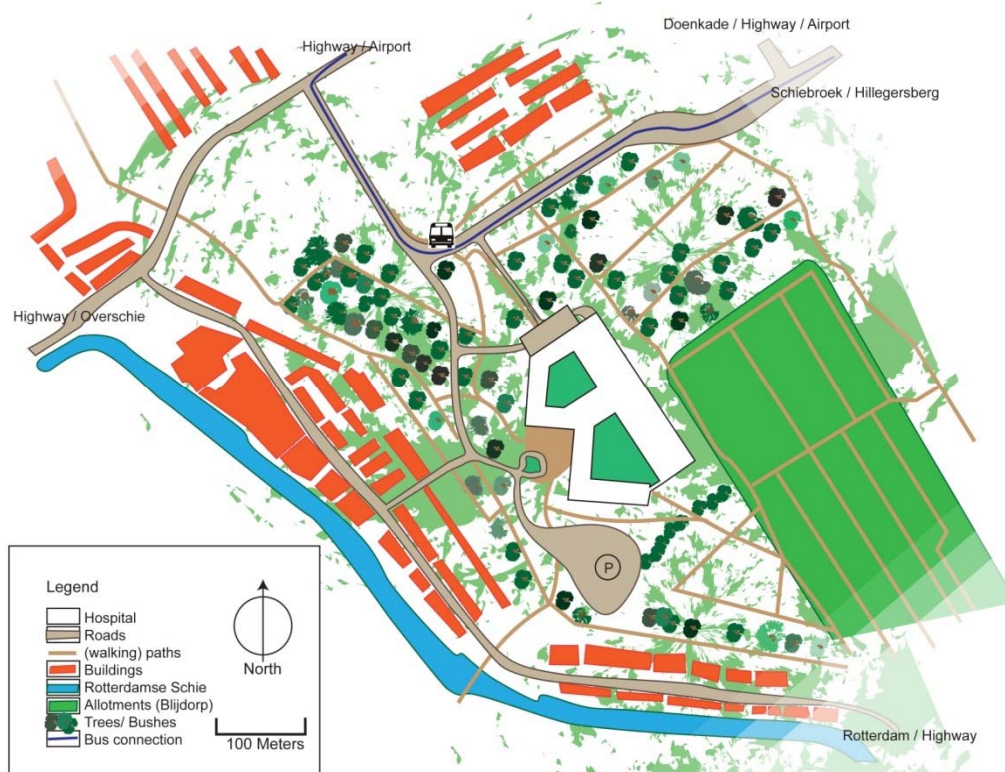 Doenkade / Highway / Airport
Highway / Airport
Schiebroek / Hillegersberg
Highway / Overschie
P
Legend
Hospital
Roads
(walking) paths
Buildings
Rotterdamse Schie
Allotments (Blijdorp)
Trees/ Bushes
Bus connection
North
100 Meters
Rotterdam / Highway